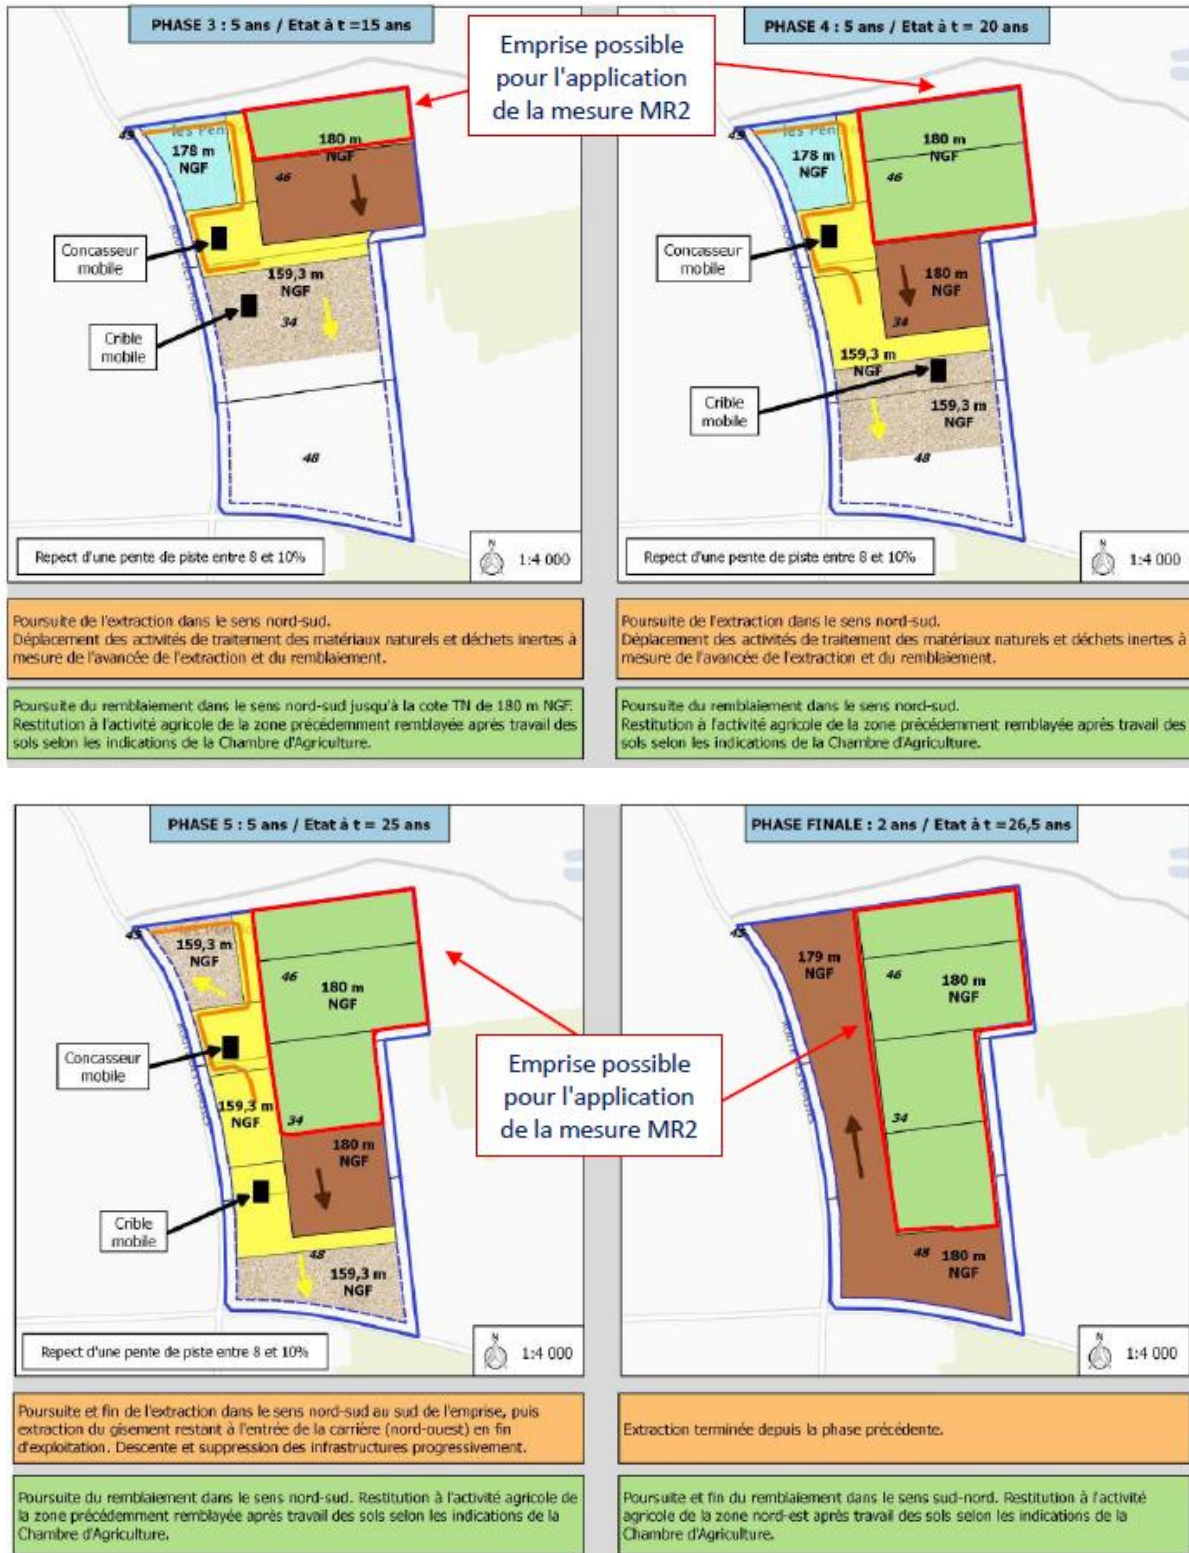 PHASE 3 : 5 ans / Etat à t =15 ans
Emprise possible
pour l'application
de la mesure MR2
PHASE 4 : 5 ans / Etat à t = 20 ans
45
178 m
NGF
180 m
NGF
46
Concasseur
mobile
159,3 m
NGF
34
Crible
mobile
48
Repect d'une pente de piste entre 8 et 10%
N
1:4 000
45
178 m
NGF
180 m
NGF
46
Concasseur
mobile
180 m
NGF
34
159,3 m
NGF
Crible
mobile
159,3 m
NGF
48
Repect d'une pente de piste entre 8 et 10%
N
1:4 000
Poursuite de l'extraction dans le sens nord-sud.
Déplacement des activités de traitement des matériaux naturels et déchets inertes à
mesure de l'avancée de l'extraction et du remblaiement.
Poursuite de l'extraction dans le sens nord-sud.
Déplacement des activités de traitement des matériaux naturels et déchets inertes à
mesure de l'avancée de l'extraction et du remblaiement.
Poursuite du remblaiement dans le sens nord-sud jusqu'à la cote TN de 180 m NGF.
Restitution à l'activité agricole de la zone précédemment remblayée après travail des
sols selon les indications de la Chambre d'Agriculture.
Poursuite du remblaiement dans le sens nord-sud.
Restitution à l'activité agricole de la zone précédemment remblayée après travail des
sols selon les indications de la Chambre d'Agriculture.
PHASE 5 : 5 ans / Etat à t = 25 ans
PHASE FINALE : 2 ans / Etat à t =26,5 ans
45
159,3 m
NGF
46
180 m
NGF
Concasseur
mobile
159,3 m
NGF
34
180 m
NGF
Crible
mobile
48
159,3 m
NGF
Repect d'une pente de piste entre 8 et 10%
N
1:4 000
Emprise possible
pour l'application
de la mesure MR2
45
179 m
NGF
46
180 m
NGF
34
48
180 m
NGF
N
1:4 000
Poursuite et fin de l'extraction dans le sens nord-sud au sud de l'emprise, puis
extraction du gisement restant à l'entrée de la carrière (nord-ouest) en fin
d'exploitation. Descente et suppression des infrastructures progressivement.
Extraction terminée depuis la phase précédente.
Poursuite du remblaiement dans le sens nord-sud. Restitution à l'activité agricole de
la zone précédemment remblayée après travail des sols selon les indications de la
Chambre d'Agriculture.
Poursuite et fin du remblaiement dans le sens sud-nord. Restitution à l'activité
agricole de la zone nord-est après travail des sols selon les indications de la
Chambre d'Agriculture.